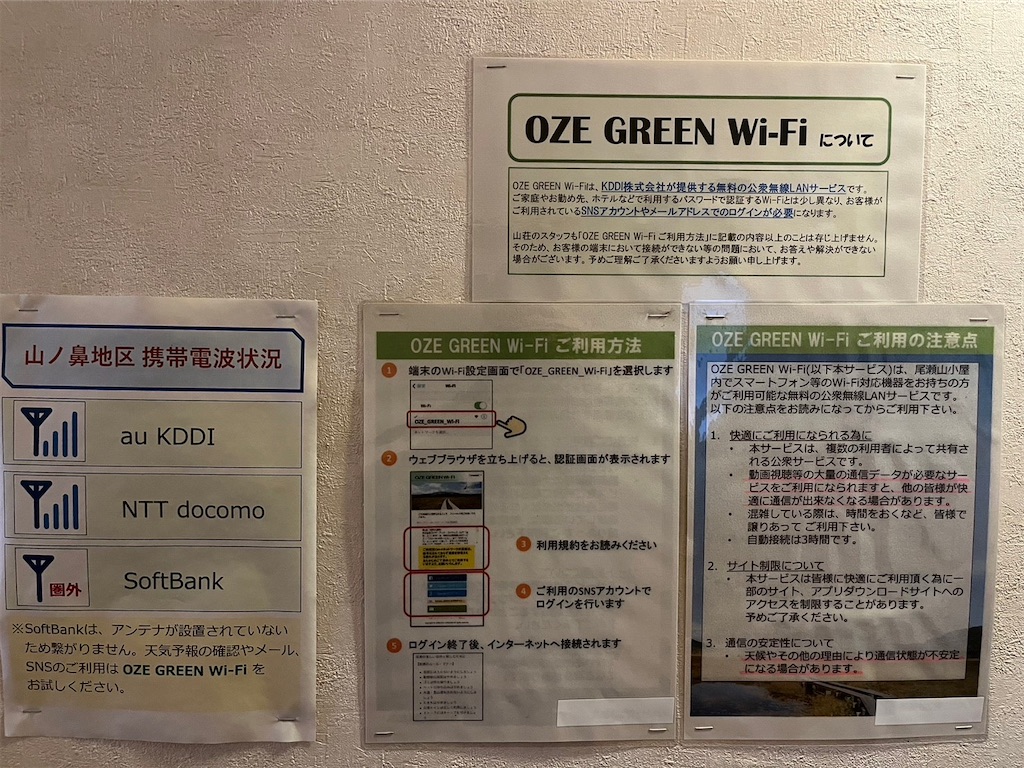 OZE GREEN Wi-Fi について
OZE GREEN Wi-Fiは、KDDI株式会社が提供する無料の公衆無線LANサービスです。
ご家庭やお勤め先、ホテルなどで利用するパスワードで認証するWi-Fiとは少し異なり、お客様が
ご利用されているSNSアカウントやメールアドレスでのログインが必要になります。
山荘のスタッフも「OZE GREEN Wi-Fi ご利用方法」に記載の内容以上のことは存じ上げません。
そのため、お客様の端末において接続ができない等の問題において、お答えや解決ができない
場合がございます。予めご理解ご了承くださいますようお願い申し上げます。
山ノ鼻地区 携帯電波状況
au KDDI
NTT docomo
圏外 SoftBank
※SoftBankは、アンテナが設置されていない
ため繋がりません。天気予報の確認やメール、
SNSのご利用は OZE GREEN Wi-Fi を
お試しください。
OZE GREEN Wi-Fi ご利用方法
1 端末のWi-Fi設定画面で「OZE_GREEN_Wi-Fi」を選択します
Wi-Fi
Wi-Fi
OZE_GREEN_Wi-Fi
2 ウェブブラウザを立ち上げると、認証画面が表示されます
OZE GREEN Wi-Fi
3 利用規約をお読みください
4 ご利用のSNSアカウントで
ログインを行います
5 ログイン終了後、インターネットへ接続されます
OZE GREEN Wi-Fi ご利用の注意点
OZE GREEN Wi-Fi(以下本サービス)は、尾瀬山小屋
内でスマートフォン等のWi-Fi対応機器をお持ちの方
がご利用可能な無料の公衆無線LANサービスです。
以下の注意点をお読みになってからご利用下さい。
1. 快適にご利用になられる為に
• 本サービスは、複数の利用者によって共有さ
れる公衆サービスです。
• 動画視聴等の大量の通信データが必要なサー
ビスをご利用になられますと、他の皆様が快
適に通信が出来なくなる場合があります。
• 混雑している際は、時間をおくなど、皆様で
譲りあって ご利用下さい。
• 自動接続は3時間です。
2. サイト制限について
• 本サービスは皆様に快適にご利用頂く為に一
部のサイト、アプリダウンロードサイトへの
アクセスを制限することがあります。
予めご了承ください。
3. 通信の安定性について
• 天候やその他の理由により通信状態が不安定
になる場合があります。